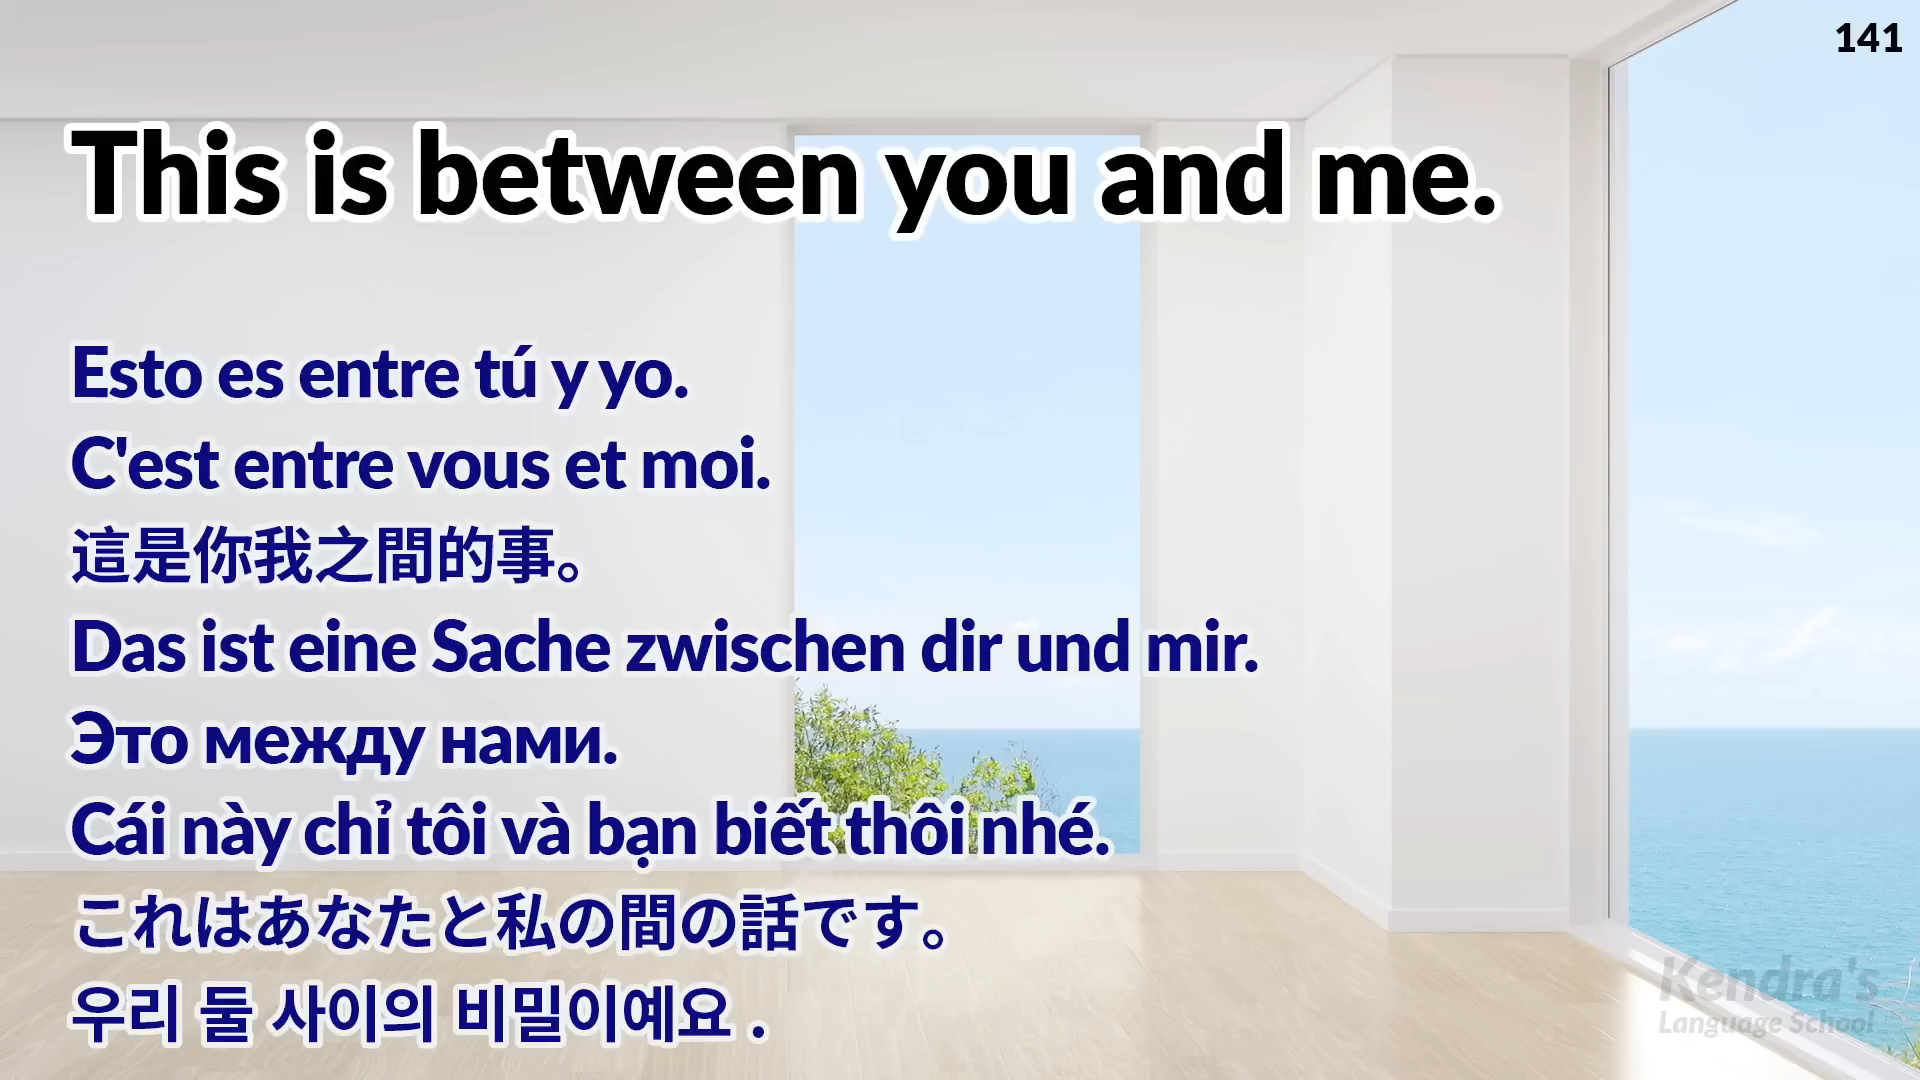 141
This is between you and me.
Esto es entre tú y yo.
C'est entre vous et moi.
這是你我之間的事。
Das ist eine Sache zwischen dir und mir.
Это между нами.
Cái này chỉ tôi và bạn biết thôi nhé.
これはあなたと私の間の話です。
우리 둘 사이의 비밀이예요 .
Kendra's
Language School